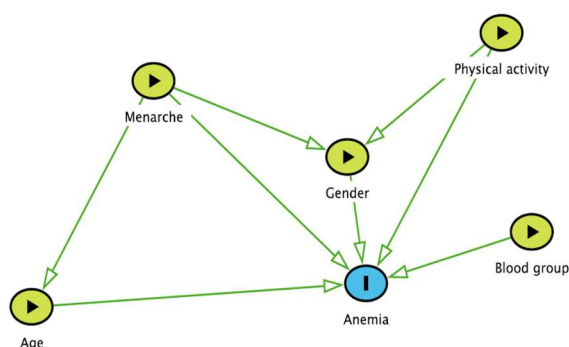 Physical activity
Menarche
Gender
Blood group
Anemia
Age